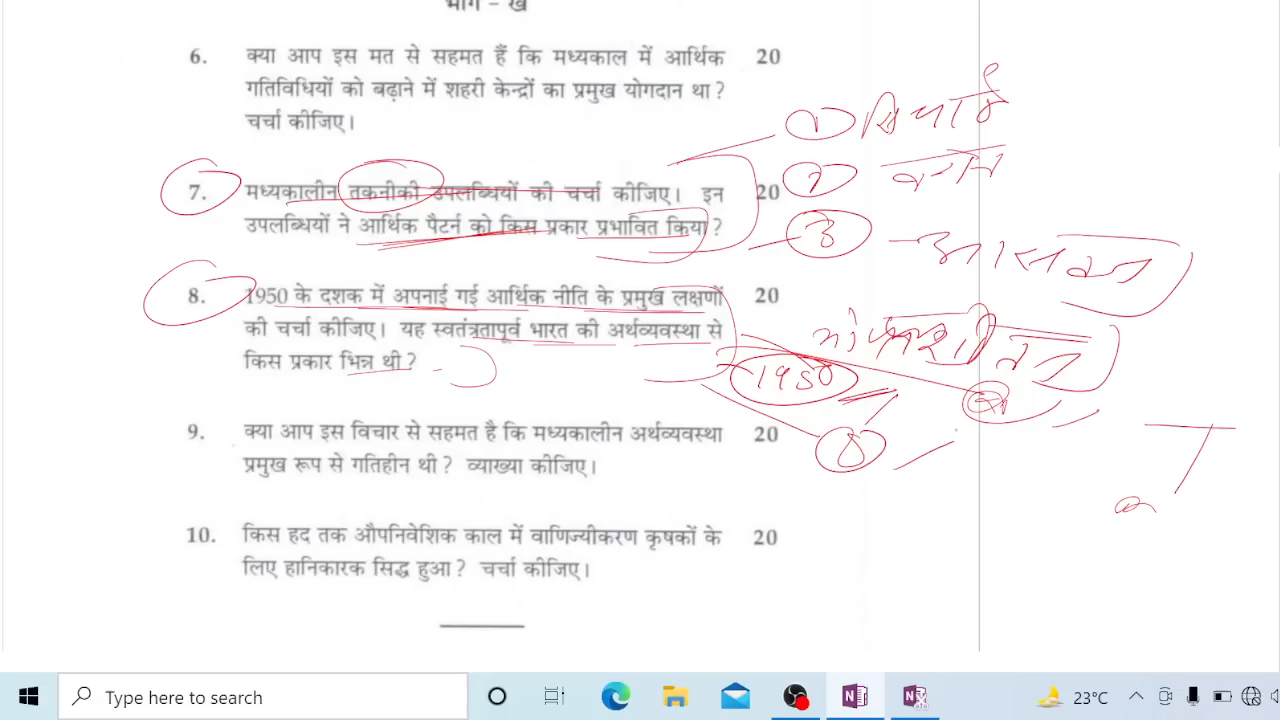 भाग - ख
6. क्या आप इस मत से सहमत हैं कि मध्यकाल में आर्थिक 20
गतिविधियों को बढ़ाने में शहरी केन्द्रों का प्रमुख योगदान था ?
चर्चा कीजिए।
7. मध्यकालीन तकनीकी उपलब्धियों की चर्चा कीजिए। इन 20
उपलब्धियों ने आर्थिक पैटर्न को किस प्रकार प्रभावित किया ?
8. 1950 के दशक में अपनाई गई आर्थिक नीति के प्रमुख लक्षणों 20
की चर्चा कीजिए। यह स्वतंत्रतापूर्व भारत की अर्थव्यवस्था से
किस प्रकार भिन्न थी ?
1950
9. क्या आप इस विचार से सहमत है कि मध्यकालीन अर्थव्यवस्था 20
प्रमुख रूप से गतिहीन थी ? व्याख्या कीजिए।
10. किस हद तक औपनिवेशिक काल में वाणिज्यीकरण कृषकों के 20
लिए हानिकारक सिद्ध हुआ ? चर्चा कीजिए।
Type here to search
23°C